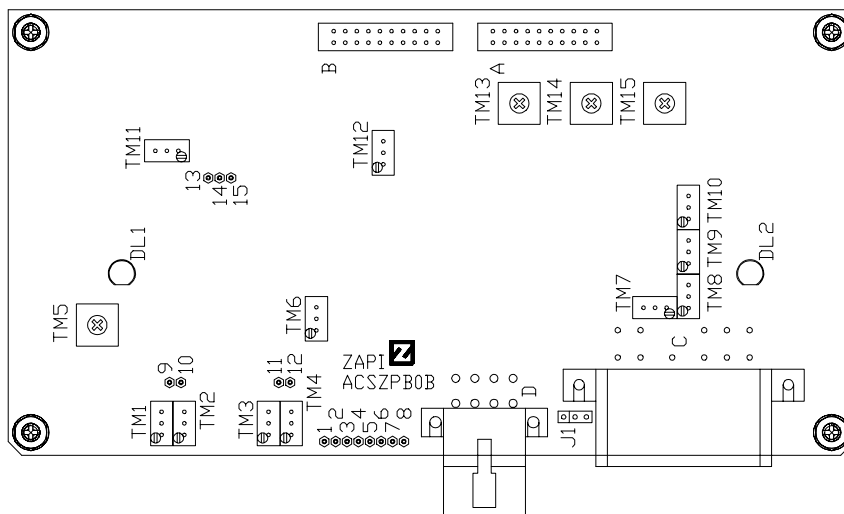 B
A
TM13
TM14
TM15
TM11
TM12
13
14
15
TM10
DL1
TM9
DL2
TM5
TM6
TM7
TM8
C
9
10
11
12
ZAPI
ACSZPB0B
TM1
TM2
TM3
TM4
1
2
3
4
5
6
7
8
D
J1